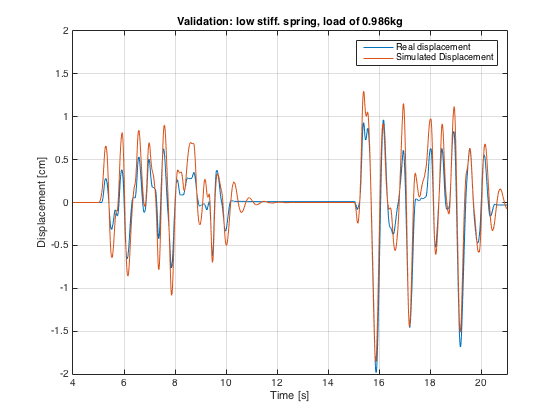 Validation: low stiff. spring, load of 0.986kg
Real displacement
Simulated Displacement
2
1.5
1
0.5
0
-0.5
-1
-1.5
-2
Displacement [cm]
4 6 8 10 12 14 16 18 20
Time [s]